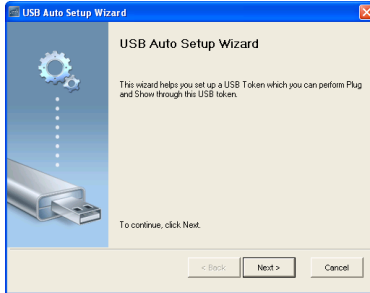 USB Auto Setup Wizard
USB Auto Setup Wizard
This wizard helps you set up a USB Token which you can perform Plug
and Show through this USB token.
To continue, click Next.
< Back Next > Cancel